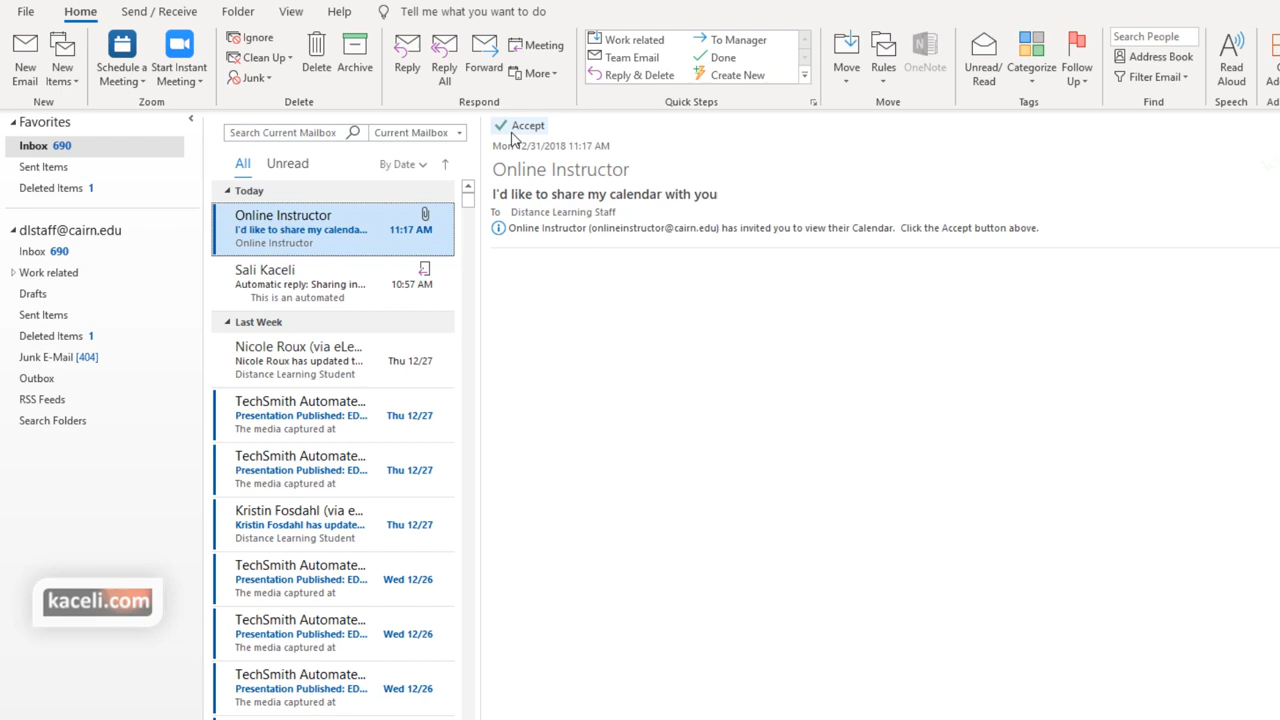 File Home Send / Receive Folder View Help Tell me what you want to do
New Email
New Items
New
Schedule a Meeting
Start Instant Meeting
Zoom
Ignore
Clean Up
Junk
Delete
Archive
Delete
Reply
Reply All
Forward
Meeting
More
Respond
Work related
Team Email
Reply & Delete
To Manager
Done
Create New
Quick Steps
Move
Rules
OneNote
Move
Unread/ Read
Categorize
Follow Up
Tags
Search People
Address Book
Filter Email
Find
Read Aloud
Speech
Favorites
Inbox 690
Sent Items
Deleted Items 1
dlstaff@cairn.edu
Inbox 690
Work related
Drafts
Sent Items
Deleted Items 1
Junk E-Mail [404]
Outbox
RSS Feeds
Search Folders
kaceli.com
Search Current Mailbox Current Mailbox
All Unread By Date
Today
Online Instructor
I'd like to share my calenda... 11:17 AM
Online Instructor
Sali Kaceli
Automatic reply: Sharing in... 10:57 AM
This is an automated
Last Week
Nicole Roux (via eLe...
Nicole Roux has updated t... Thu 12/27
Distance Learning Student
TechSmith Automate...
Presentation Published: ED... Thu 12/27
The media captured at
TechSmith Automate...
Presentation Published: ED... Thu 12/27
The media captured at
Kristin Fosdahl (via e...
Kristin Fosdahl has update... Thu 12/27
Distance Learning Student
TechSmith Automate...
Presentation Published: ED... Wed 12/26
The media captured at
TechSmith Automate...
Presentation Published: ED... Wed 12/26
The media captured at
TechSmith Automate...
Presentation Published: ED... Wed 12/26
The media captured at
Accept
Mon 12/31/2018 11:17 AM
Online Instructor
I'd like to share my calendar with you
To Distance Learning Staff
Online Instructor (onlineinstructor@cairn.edu) has invited you to view their Calendar. Click the Accept button above.